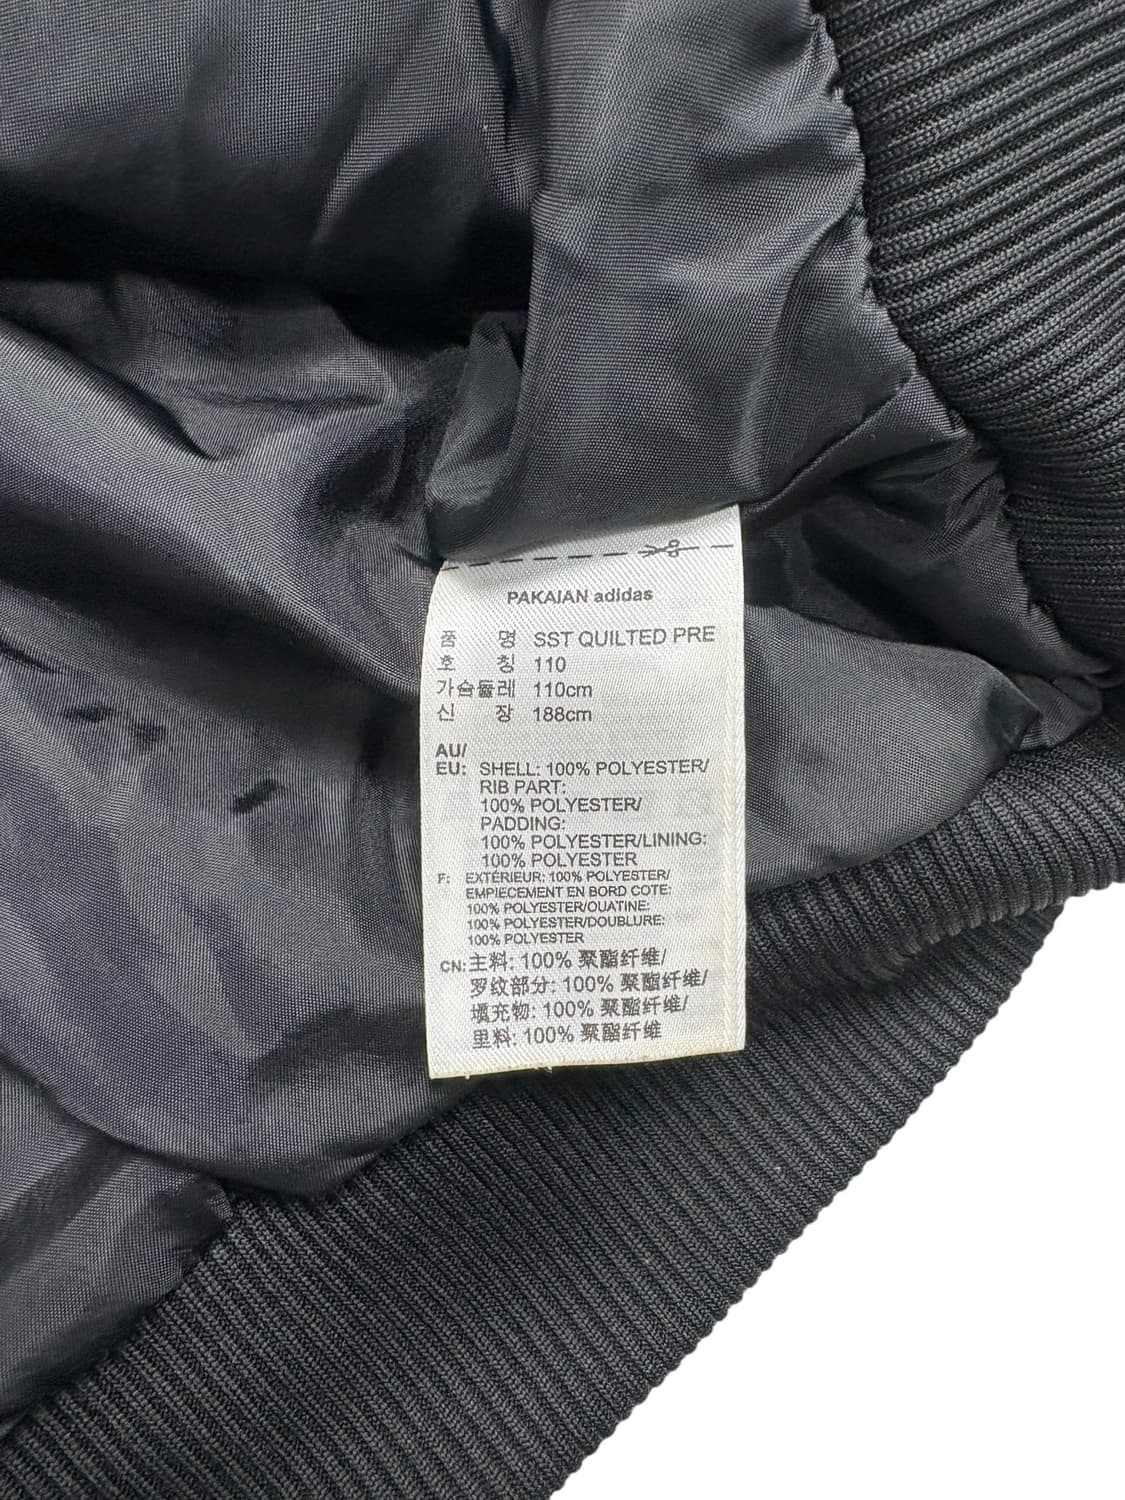 PAKAIAN adidas
품 명 SST QUILTED PRE
호 칭 110
가슴둘레 110cm
신 장 188cm
AU/
EU: SHELL: 100% POLYESTER/
RIB PART:
100% POLYESTER/
PADDING:
100% POLYESTER/LINING:
100% POLYESTER
F: EXTÉRIEUR: 100% POLYESTER/
EMPIECEMENT EN BORD COTE:
100% POLYESTER/OUATINE:
100% POLYESTER/DOUBLURE:
100% POLYESTER
CN: 主料: 100% 聚酯纤维/
罗纹部分: 100% 聚酯纤维/
填充物: 100% 聚酯纤维/
里料: 100% 聚酯纤维